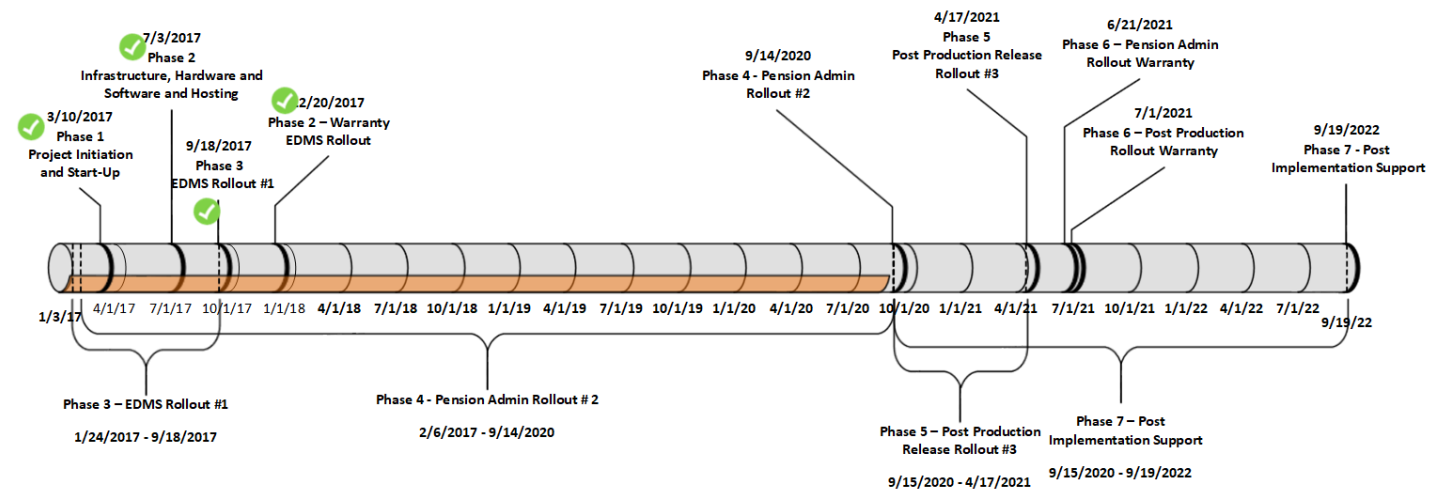 7/3/2017
Phase 2
Infrastructure, Hardware and
Software and Hosting
3/10/2017
Phase 1
Project Initiation
and Start-Up
9/18/2017
Phase 3
EDMS Rollout #1
2/20/2017
Phase 2 – Warranty
EDMS Rollout
9/14/2020
Phase 4 - Pension Admin
Rollout #2
4/17/2021
Phase 5
Post Production Release
Rollout #3
6/21/2021
Phase 6 – Pension Admin
Rollout Warranty
7/1/2021
Phase 6 – Post Production
Rollout Warranty
9/19/2022
Phase 7 - Post
Implementation Support
1/3/17
4/1/17
7/1/17
10/1/17
1/1/18
4/1/18
7/1/18
10/1/18
1/1/19
4/1/19
7/1/19
10/1/19
1/1/20
4/1/20
7/1/20
10/1/20
1/1/21
4/1/21
7/1/21
10/1/21
1/1/22
4/1/22
7/1/22
9/19/22
Phase 3 – EDMS Rollout #1
1/24/2017 - 9/18/2017
Phase 4 - Pension Admin Rollout # 2
2/6/2017 - 9/14/2020
Phase 5 – Post Production
Release Rollout #3
9/15/2020 - 4/17/2021
Phase 7 – Post
Implementation Support
9/15/2020 - 9/19/2022